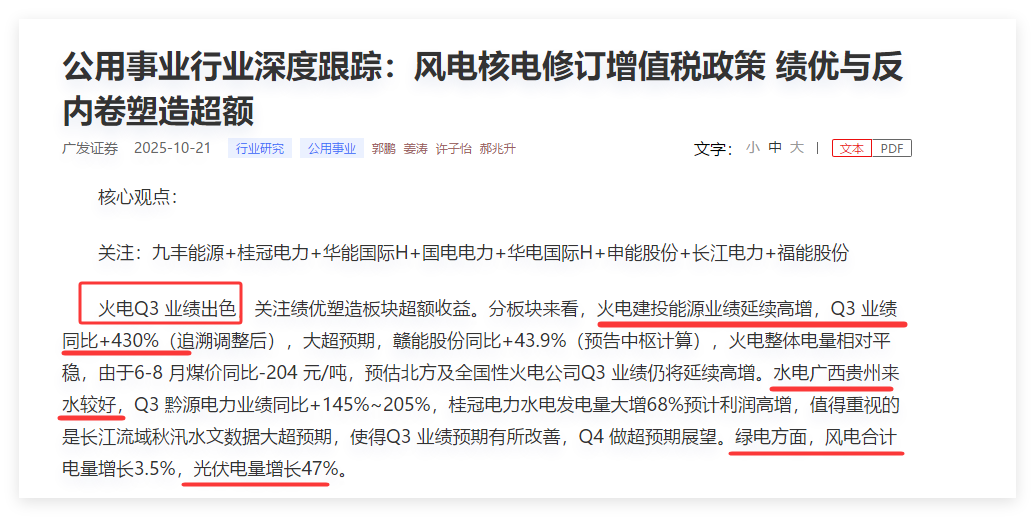 公用事业行业深度跟踪：风电核电修订增值税政策 绩优与反
内卷塑造超额
广发证券 2025-10-21 行业研究 公用事业 郭鹏 姜涛 许子怡 郝兆升 文字： 小 中 大 | 文本 PDF
核心观点：
关注：九丰能源+桂冠电力+华能国际H+国电电力+华电国际H+申能股份+长江电力+福能股份
火电Q3 业绩出色 关注绩优塑造板块超额收益。分板块来看，火电建投能源业绩延续高增，Q3 业绩
同比+430%（追溯调整后），大超预期，赣能股份同比+43.9%（预告中枢计算），火电整体电量相对平
稳，由于6-8 月煤价同比-204 元/吨，预估北方及全国性火电公司Q3 业绩仍将延续高增。水电广西贵州来
水较好，Q3 黔源电力业绩同比+145%~205%，桂冠电力水电发电量大增68%预计利润高增，值得重视的
是长江流域秋汛水文数据大超预期，使得Q3 业绩预期有所改善，Q4 做超预期展望。绿电方面，风电合计
电量增长3.5%，光伏电量增长47%。